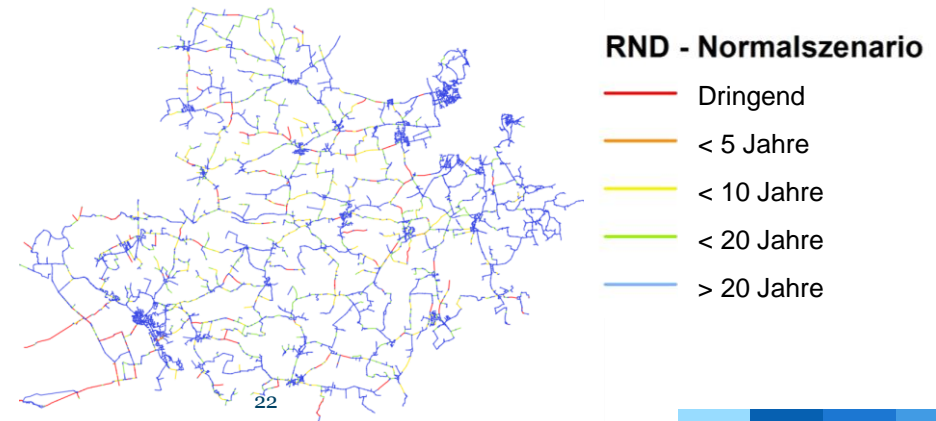 RND - Normalszenario
Dringend
< 5 Jahre
< 10 Jahre
< 20 Jahre
> 20 Jahre
22